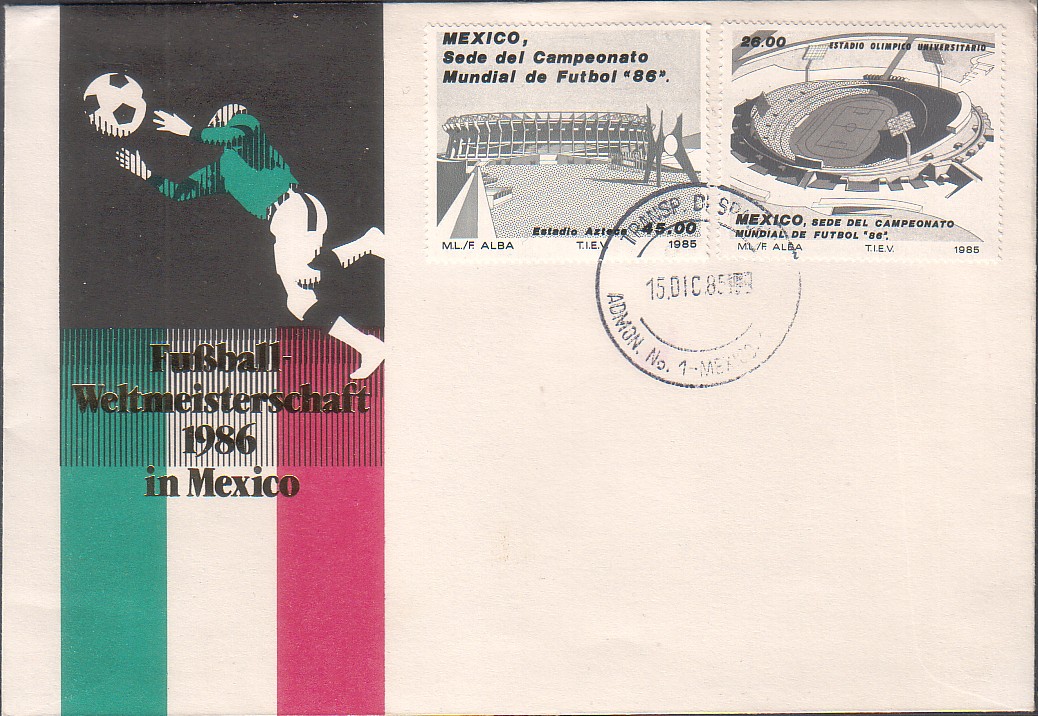 Fußball-
Weltmeisterschaft
1986
in Mexico
MEXICO,
Sede del Campeonato
Mundial de Futbol "86".
Estadio Azteca 45.00
M.L./F. ALBA T.I.E.V. 1985
26.00 ESTADIO OLIMPICO UNIVERSITARIO
MEXICO, SEDE DEL CAMPEONATO
MUNDIAL DE FUTBOL "86".
M.L./F. ALBA T.I.E.V. 1985
TRANSP.
15.DIC.85
ADMON. No. 1-MEXICO